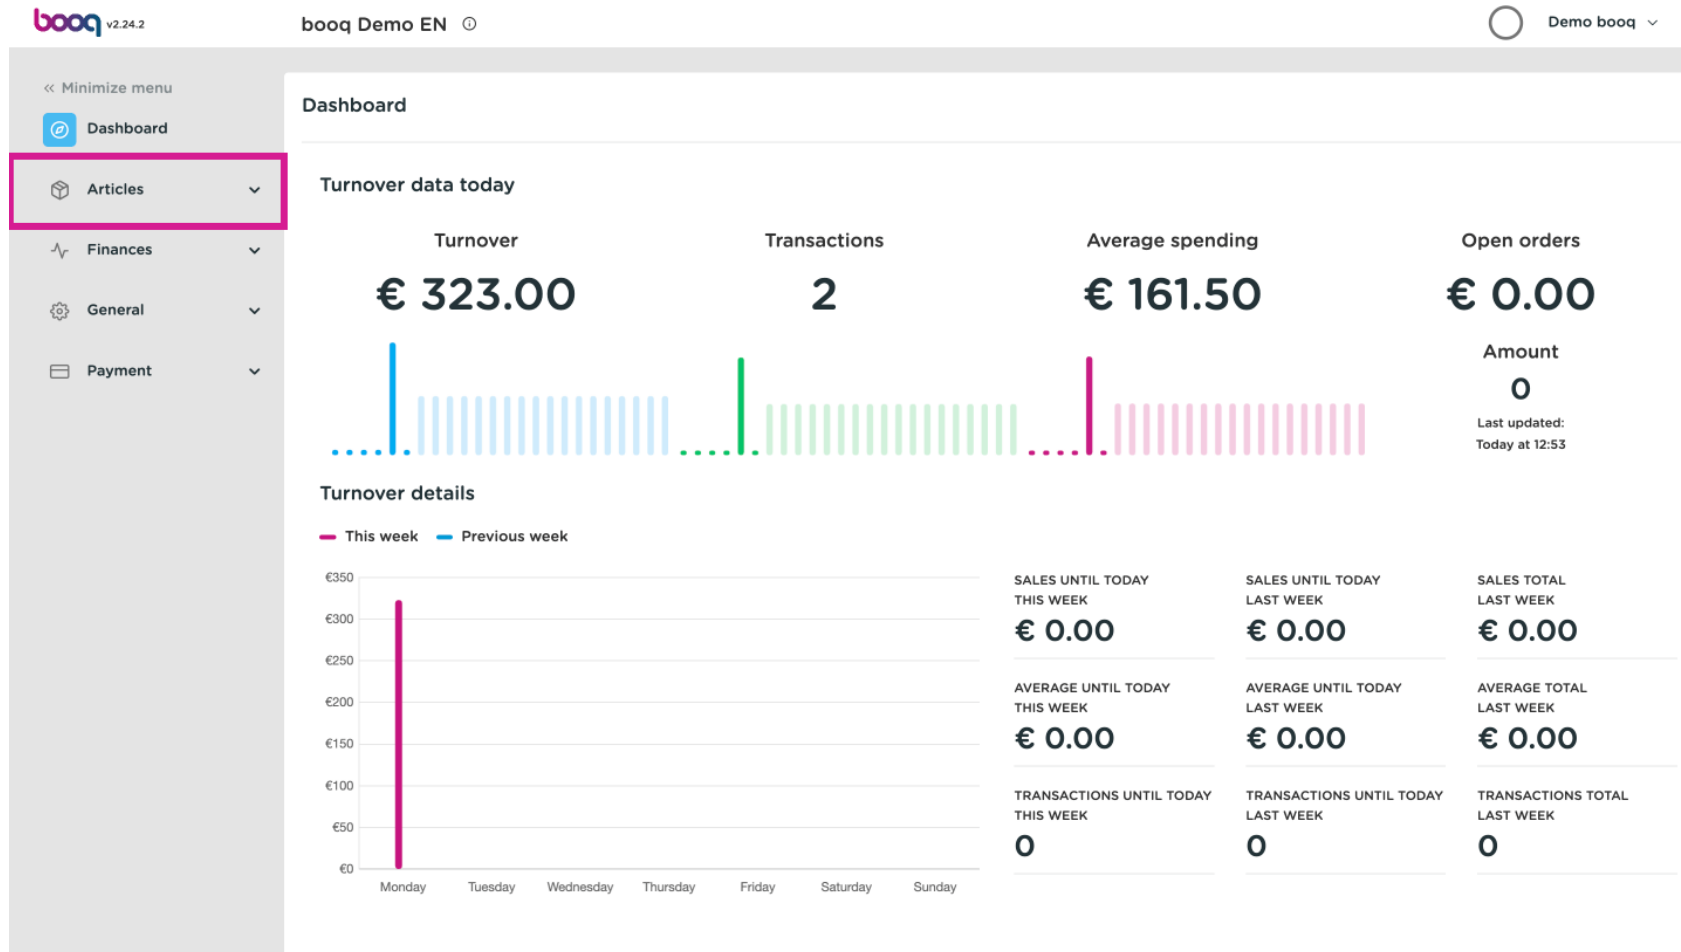 booq v2.24.2
booq Demo EN
Demo booq
Minimize menu
Dashboard
Articles
Finances
General
Payment
Dashboard
Turnover data today
Turnover
€ 323.00
Transactions
2
Average spending
€ 161.50
Open orders
€ 0.00
Amount
0
Last updated:
Today at 12:53
Turnover details
This week
Previous week
€350
€300
€250
€200
€150
€100
€50
€0
Monday Tuesday Wednesday Thursday Friday Saturday Sunday
SALES UNTIL TODAY
THIS WEEK
€ 0.00
SALES UNTIL TODAY
LAST WEEK
€ 0.00
SALES TOTAL
LAST WEEK
€ 0.00
AVERAGE UNTIL TODAY
THIS WEEK
€ 0.00
AVERAGE UNTIL TODAY
LAST WEEK
€ 0.00
AVERAGE TOTAL
LAST WEEK
€ 0.00
TRANSACTIONS UNTIL TODAY
THIS WEEK
0
TRANSACTIONS UNTIL TODAY
LAST WEEK
0
TRANSACTIONS TOTAL
LAST WEEK
0